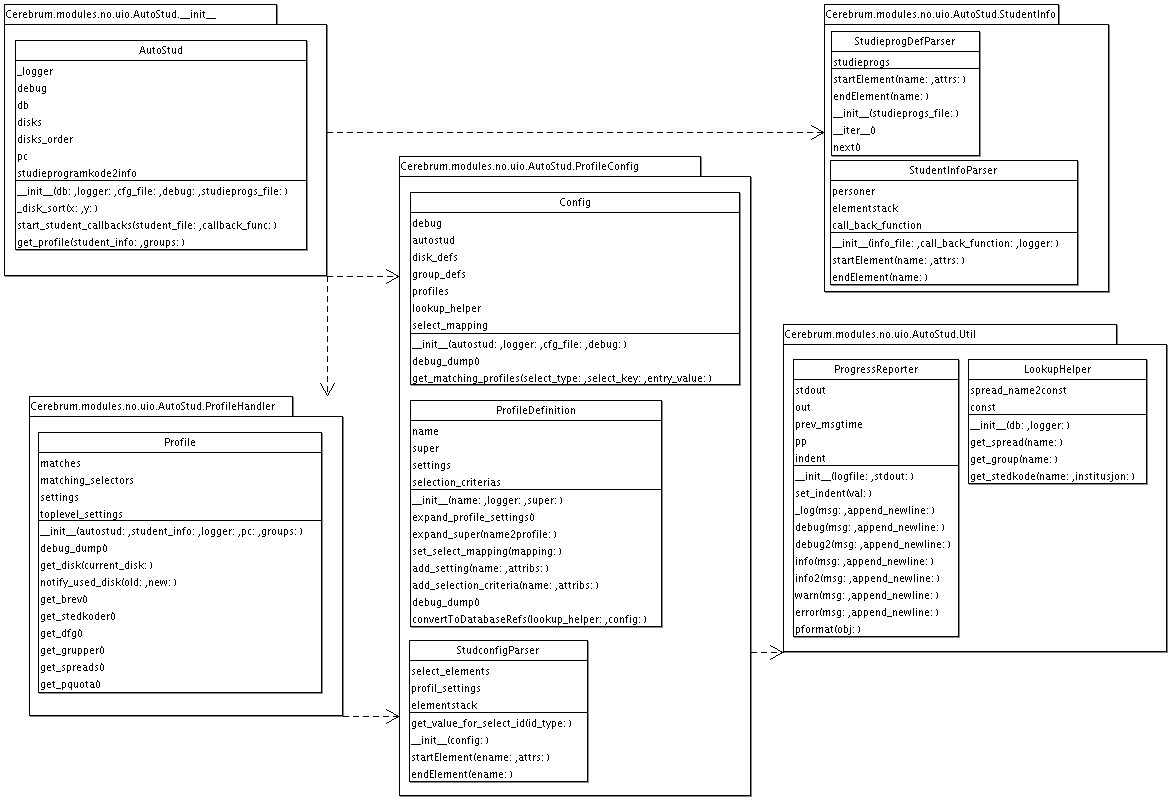 Cerebrum.modules.no.uio.AutoStud.__init__
AutoStud
_logger
debug
db
disks
disks_order
pc
studieprogramkode2info
__init__(db: ,logger: ,cfg_file: ,debug: ,studieprogs_file: )
_disk_sort(x: ,y: )
start_student_callbacks(student_file: ,callback_func: )
get_profile(student_info: ,groups: )
Cerebrum.modules.no.uio.AutoStud.StudentInfo
StudieprogDefParser
studieprogs
startElement(name: ,attrs: )
endElement(name: )
__init__(studieprogs_file: )
__iter__()
next()
StudentInfoParser
personer
elementstack
call_back_function
__init__(info_file: ,call_back_function: ,logger: )
startElement(name: ,attrs: )
endElement(name: )
Cerebrum.modules.no.uio.AutoStud.ProfileConfig
Config
debug
autostud
disk_defs
group_defs
profiles
lookup_helper
select_mapping
__init__(autostud: ,logger: ,cfg_file: ,debug: )
debug_dump()
get_matching_profiles(select_type: ,select_key: ,entry_value: )
ProfileDefinition
name
super
settings
selection_criterias
__init__(name: ,logger: ,super: )
expand_profile_settings()
expand_super(name2profile: )
set_select_mapping(mapping: )
add_setting(name: ,attribs: )
add_selection_criteria(name: ,attribs: )
debug_dump()
convertToDatabaseRefs(lookup_helper: ,config: )
StudconfigParser
select_elements
profil_settings
elementstack
get_value_for_select_id(id_type: )
__init__(config: )
startElement(ename: ,attrs: )
endElement(ename: )
Cerebrum.modules.no.uio.AutoStud.Util
ProgressReporter
stdout
out
prev_msgtime
pp
indent
__init__(logfile: ,stdout: )
set_indent(val: )
_log(msg: ,append_newline: )
debug(msg: ,append_newline: )
debug2(msg: ,append_newline: )
info(msg: ,append_newline: )
info2(msg: ,append_newline: )
warn(msg: ,append_newline: )
error(msg: ,append_newline: )
pformat(obj: )
LookupHelper
spread_name2const
const
__init__(db: ,logger: )
get_spread(name: )
get_group(name: )
get_stedkode(name: ,institusjon: )
Cerebrum.modules.no.uio.AutoStud.ProfileHandler
Profile
matches
matching_selectors
settings
toplevel_settings
__init__(autostud: ,student_info: ,logger: ,pc: ,groups: )
debug_dump()
get_disk(current_disk: )
notify_used_disk(old: ,new: )
get_brev()
get_stedkoder()
get_dfg()
get_grupper()
get_spreads()
get_pquota()